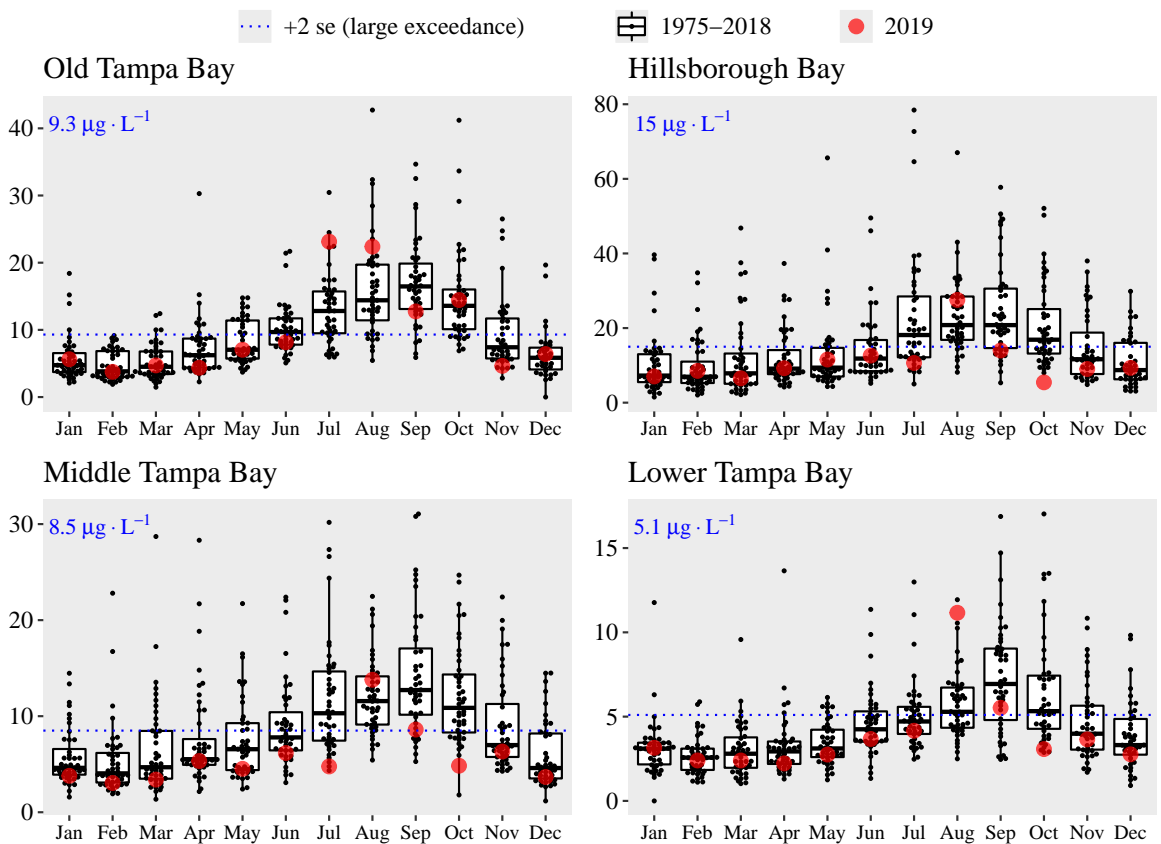 +2 se (large exceedance) 1975−2018 2019
Old Tampa Bay
9.3 μg · L⁻¹
40
30
20
10
0
Jan Feb Mar Apr May Jun Jul Aug Sep Oct Nov Dec
Hillsborough Bay
15 μg · L⁻¹
80
60
40
20
0
Jan Feb Mar Apr May Jun Jul Aug Sep Oct Nov Dec
Middle Tampa Bay
8.5 μg · L⁻¹
30
20
10
0
Jan Feb Mar Apr May Jun Jul Aug Sep Oct Nov Dec
Lower Tampa Bay
5.1 μg · L⁻¹
15
10
5
0
Jan Feb Mar Apr May Jun Jul Aug Sep Oct Nov Dec